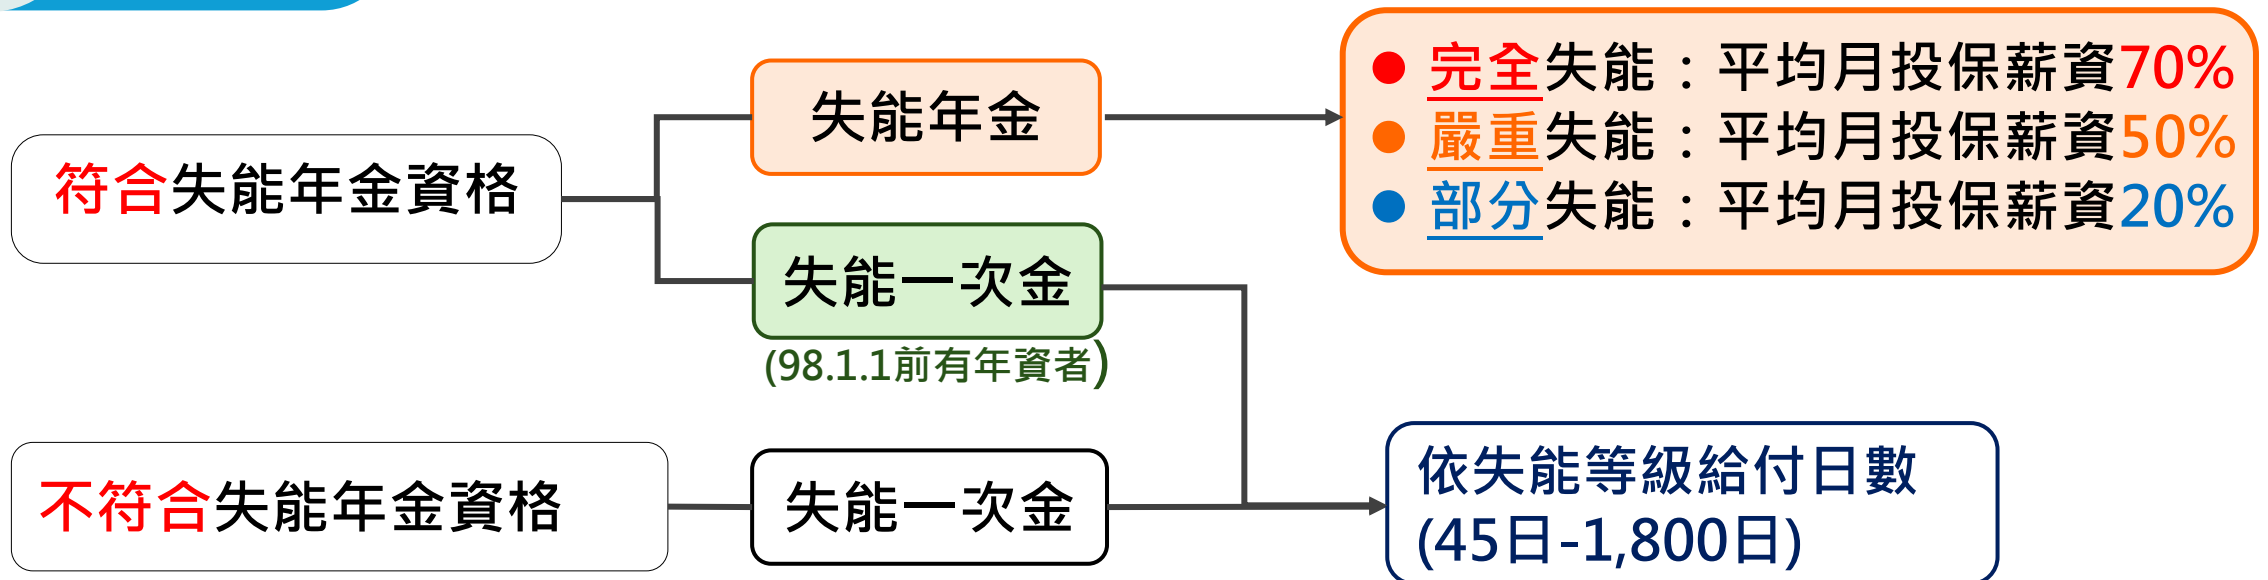 符合失能年金資格
失能年金
● 完全失能：平均月投保薪資70%
● 嚴重失能：平均月投保薪資50%
● 部分失能：平均月投保薪資20%
失能一次金
(98.1.1前有年資者)
不符合失能年金資格
失能一次金
依失能等級給付日數
(45日-1,800日)